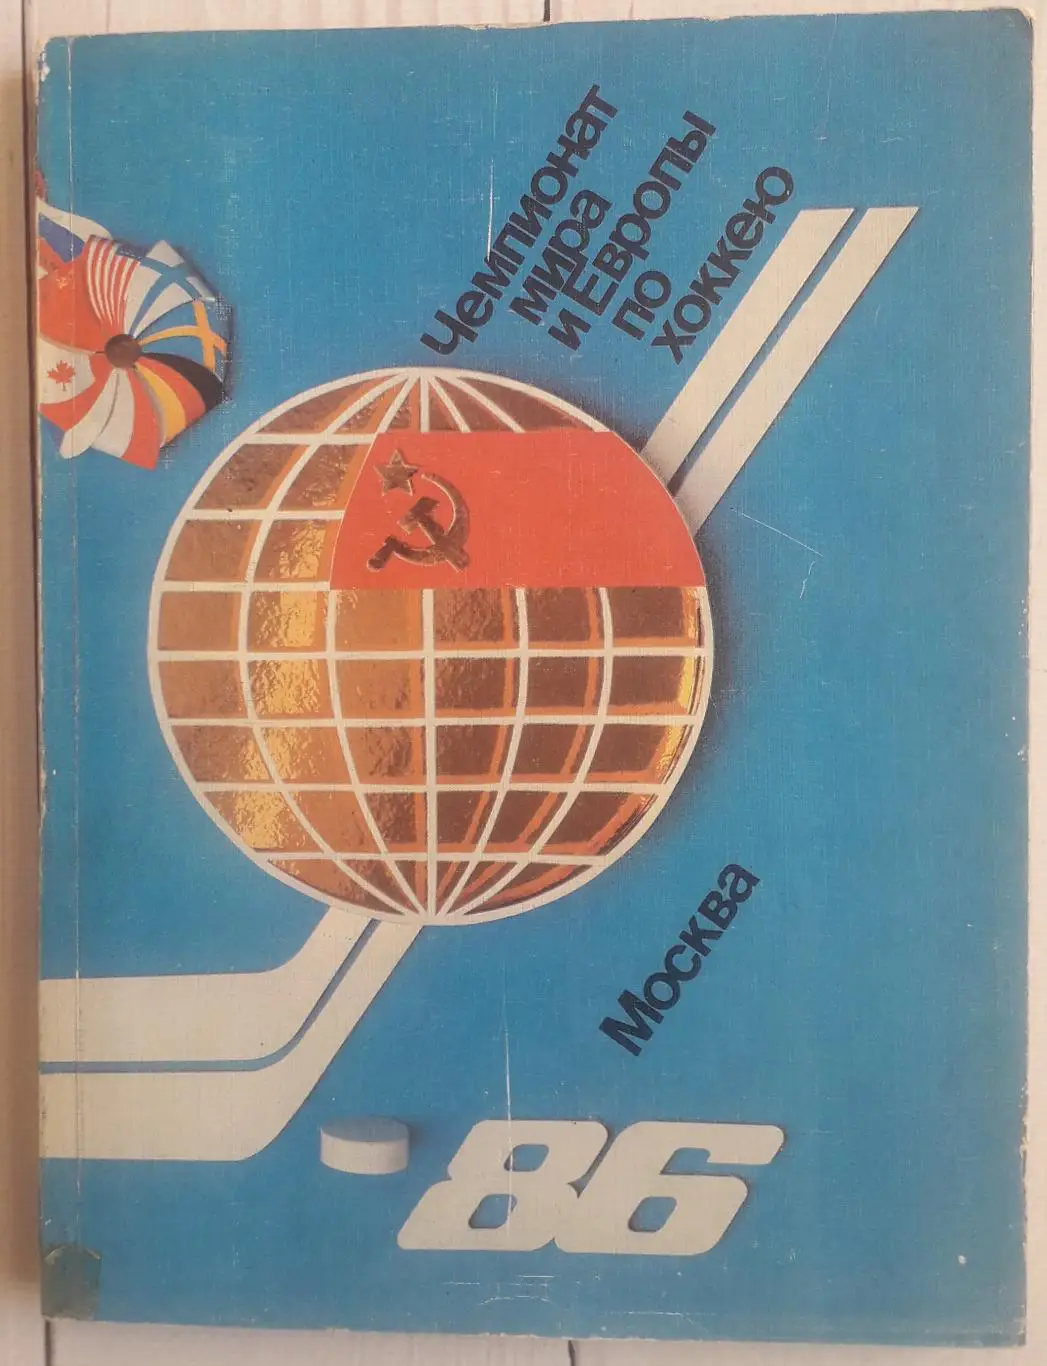 Чемпионат
мира
и Европы
по
хоккею
Москва
86